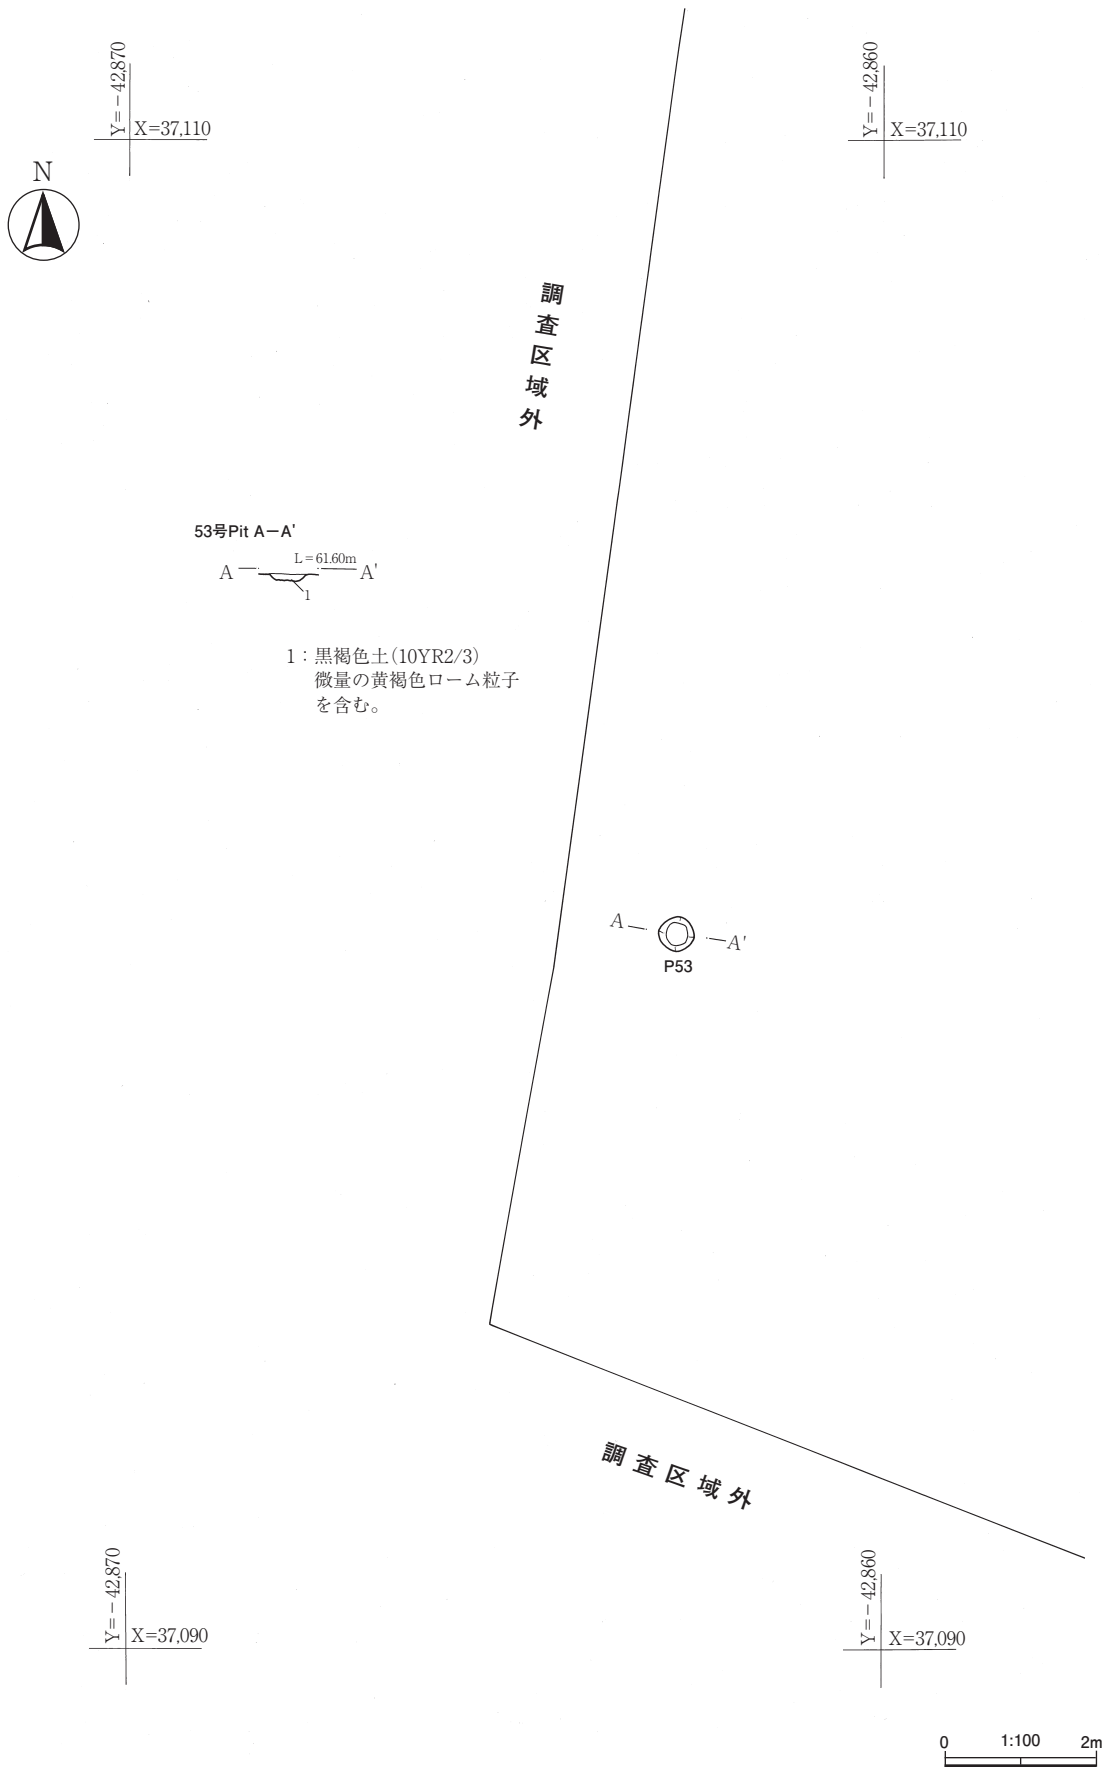 Y=－42,870
X=37,110
Y=－42,860
X=37,110
N
調査区域外
53号Pit A－A'
L=61.60m
A
A'
1
1：黒褐色土(10YR2/3)
微量の黄褐色ローム粒子
を含む。
A
A'
P53
調査区域外
Y=－42,870
X=37,090
Y=－42,860
X=37,090
0
1:100
2m